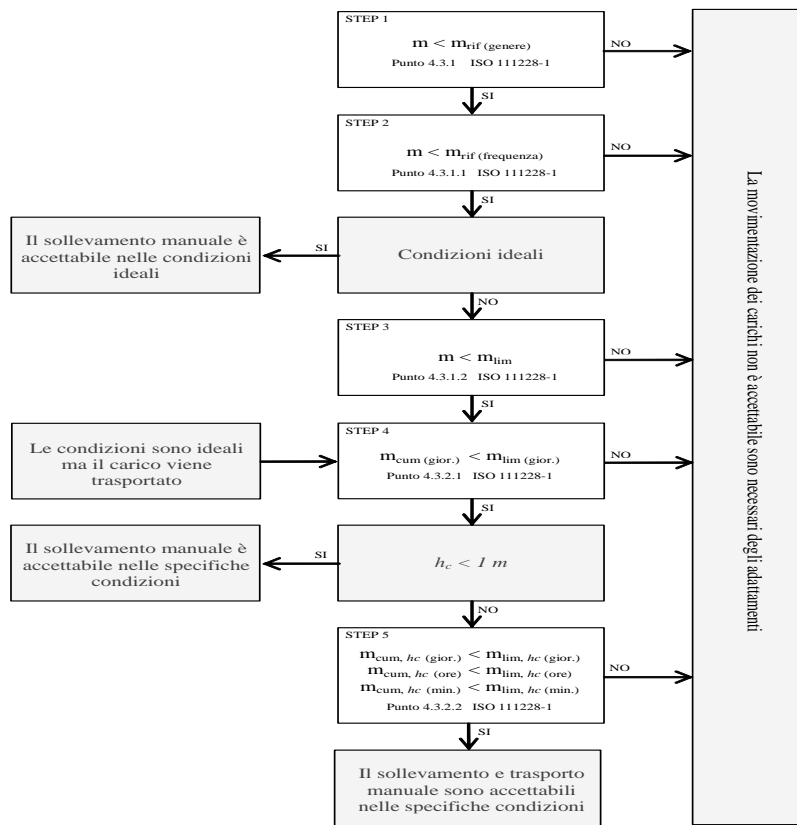 STEP 1
m < mrif (genere)
Punto 4.3.1 ISO 111228-1
NO
SI
STEP 2
m < mrif (frequenza)
Punto 4.3.1.1 ISO 111228-1
NO
SI
Il sollevamento manuale è
accettabile nelle condizioni
ideali
SI
Condizioni ideali
NO
STEP 3
m < mlim
Punto 4.3.1.2 ISO 111228-1
NO
SI
Le condizioni sono ideali
ma il carico viene
trasportato
STEP 4
mcum (gior.) < mlim (gior.)
Punto 4.3.2.1 ISO 111228-1
NO
SI
Il sollevamento manuale è
accettabile nelle specifiche
condizioni
SI
hc < 1 m
NO
STEP 5
mcum, hc (gior.) < mlim, hc (gior.)
mcum, hc (ore) < mlim, hc (ore)
mcum, hc (min.) < mlim, hc (min.)
Punto 4.3.2.2 ISO 111228-1
NO
SI
Il sollevamento e trasporto
manuale sono accettabili
nelle specifiche condizioni
La movimentazione dei carichi non è accettabile sono necessari degli adattamenti